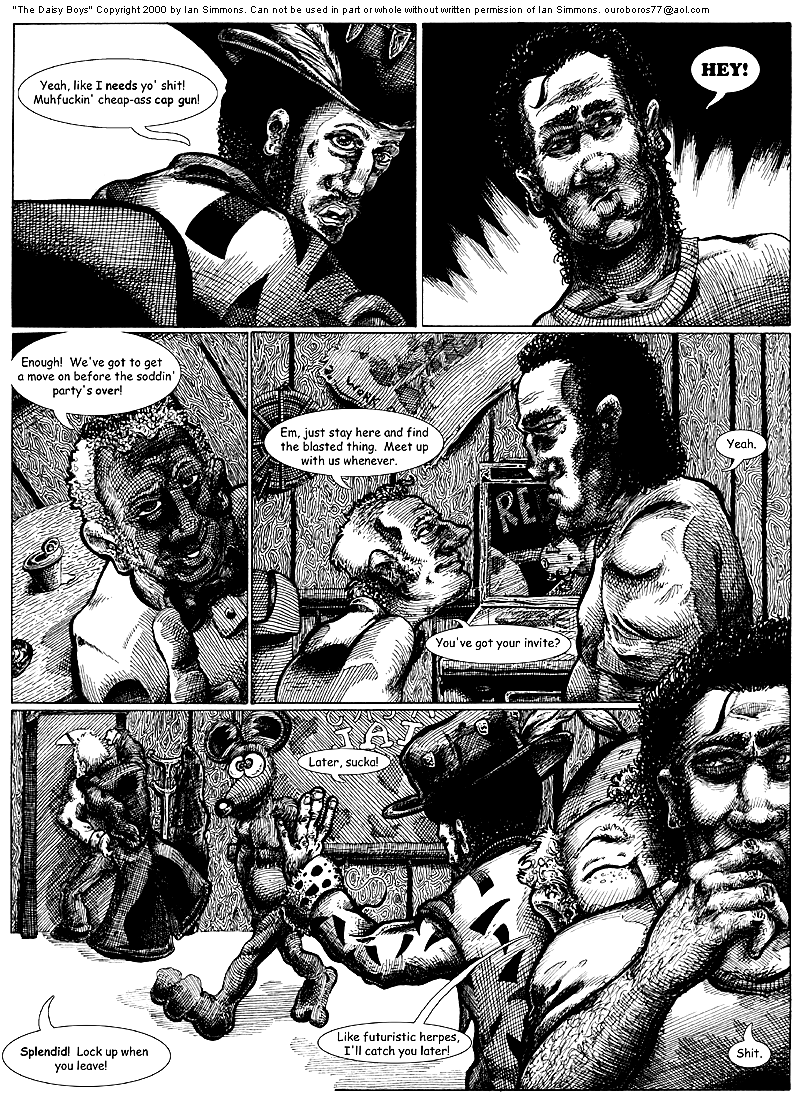 "The Daisy Boys" Copyright 2000 by Ian Simmons. Can not be used in part or whole without written permission of Ian Simmons. ouroboros77@aol.com
Yeah, like I needs yo' shit!
Muhfuckin' cheap-ass cap gun!
HEY!
Enough! We've got to get
a move on before the soddin'
party's over!
WONK
Em, just stay here and find
the blasted thing. Meet up
with us whenever.
Yeah.
RE
You've got your invite?
Later, sucka!
Splendid! Lock up when
you leave!
Like futuristic herpes,
I'll catch you later!
Shit.